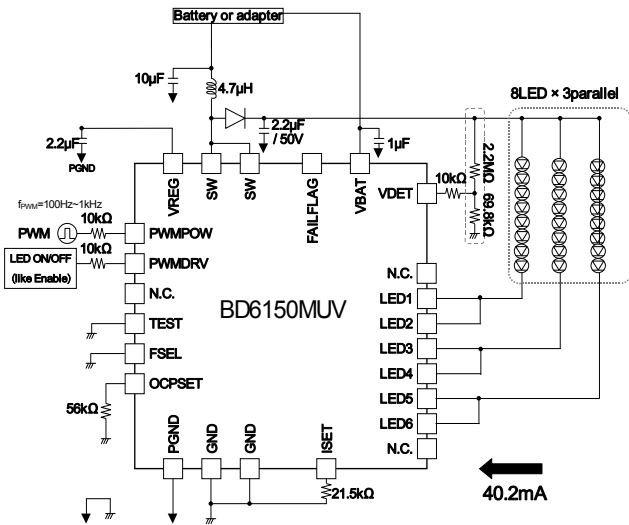 Battery or adapter
10µF
4.7µH
8LED × 3parallel
2.2µF
/ 50V
1µF
2.2µF
PGND
VREG
SW
SW
FAILFLAG
VBAT
VDET
10kΩ
2.2MΩ
69.8kΩ
fPWM=100Hz~1kHz
10kΩ
PWM
PWMPOW
10kΩ
LED ON/OFF
(like Enable)
PWMDRV
N.C.
N.C.
LED1
BD6150MUV
TEST
LED2
FSEL
LED3
OCPSET
LED4
56kΩ
LED5
LED6
PGND
GND
GND
ISET
N.C.
21.5kΩ
40.2mA